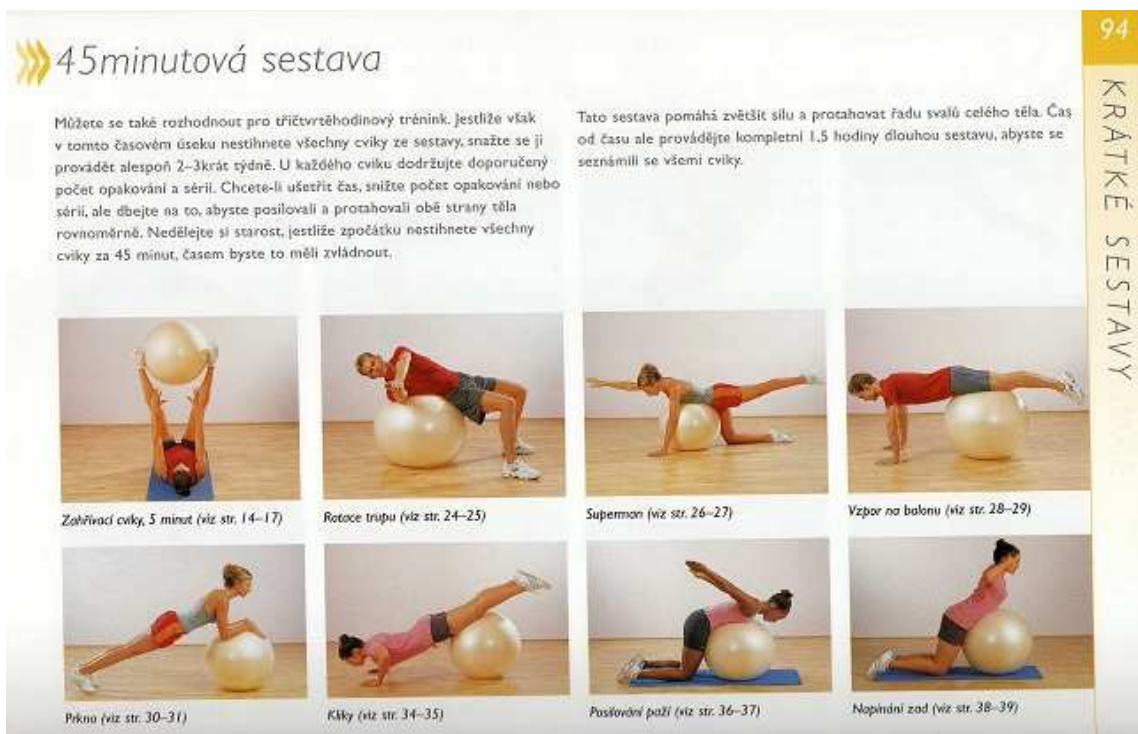 94
KRÁTKÉ SESTAVY
45minutová sestava
Můžete se také rozhodnout pro tříčtvrtěhodinový trénink. Jestliže však
v tomto časovém úseku nestihnete všechny cviky ze sestavy, snažte se ji
provádět alespoň 2–3krát týdně. U každého cviku dodržujte doporučený
počet opakování a sérií. Chcete-li ušetřit čas, snižte počet opakování nebo
sérií, ale dbejte na to, abyste posilovali a protahovali obě strany těla
rovnoměrně. Nedělejte si starost, jestliže zpočátku nestihnete všechny
cviky za 45 minut, časem byste to měli zvládnout.
Tato sestava pomáhá zvětšit sílu a protahovat řadu svalů celého těla. Čas
od času ale provádějte kompletní 1,5 hodiny dlouhou sestavu, abyste se
seznámili se všemi cviky.
Zahřívací cviky, 5 minut (viz str. 14–17)
Rotace trupu (viz str. 24–25)
Superman (viz str. 26–27)
Vzpor na balonu (viz str. 28–29)
Prkno (viz str. 30–31)
Kliky (viz str. 34–35)
Posilování paží (viz str. 36–37)
Napínání zad (viz str. 38–39)